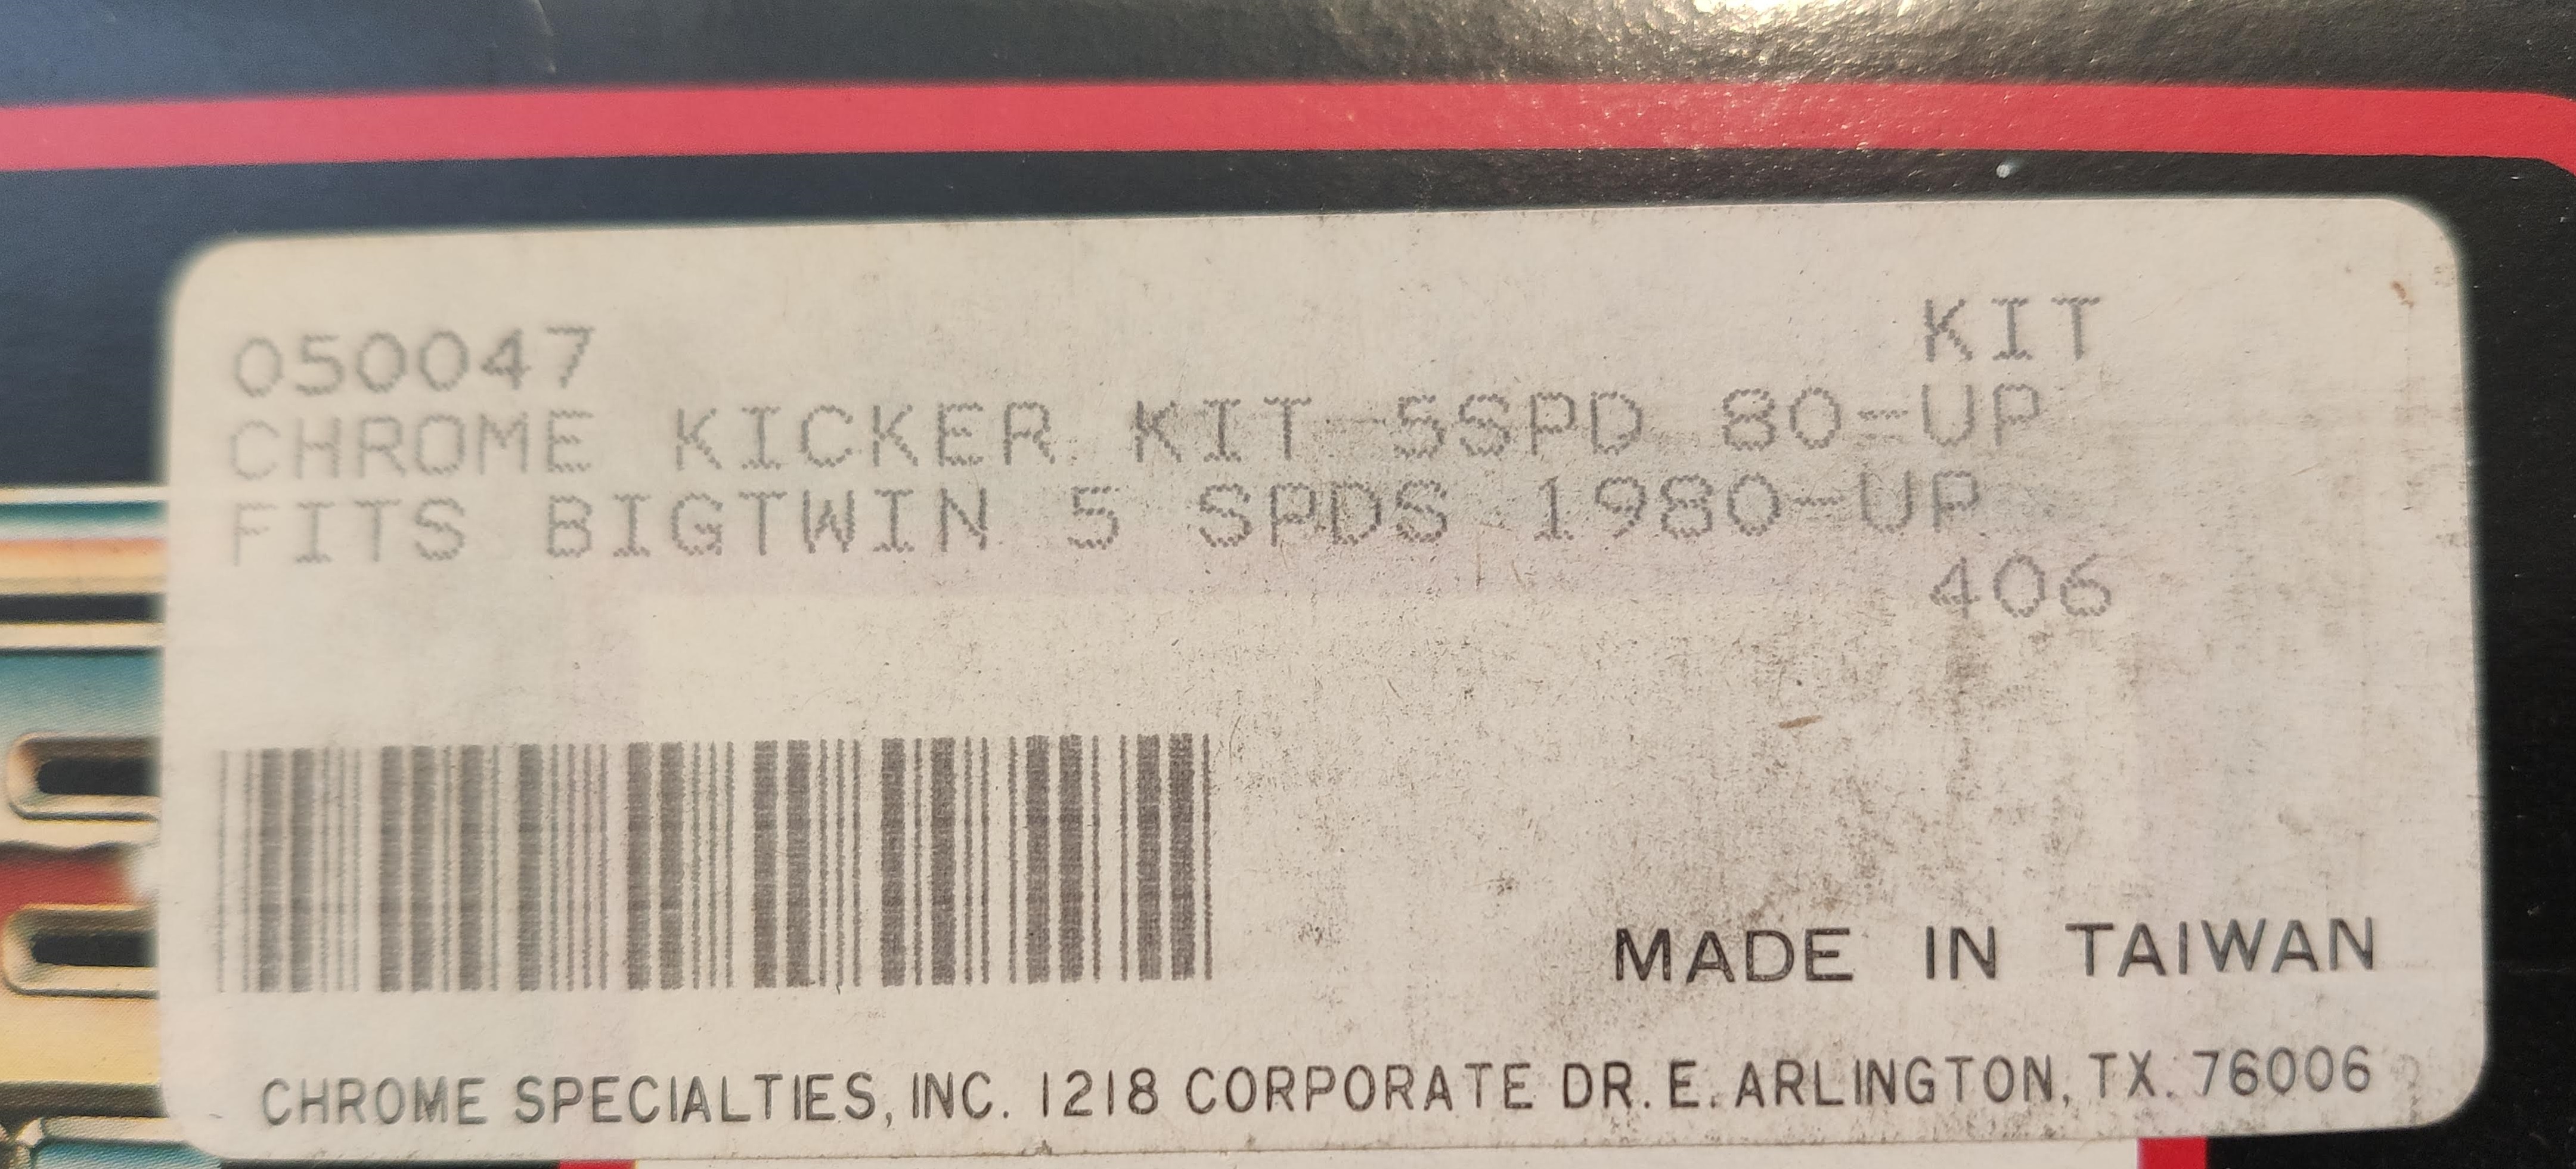 050047 KIT
CHROME KICKER KIT 5SPD 80-UP
FITS BIGTWIN 5 SPDS 1980-UP
406
MADE IN TAIWAN
CHROME SPECIALTIES, INC. 1218 CORPORATE DR. E. ARLINGTON, TX. 76006